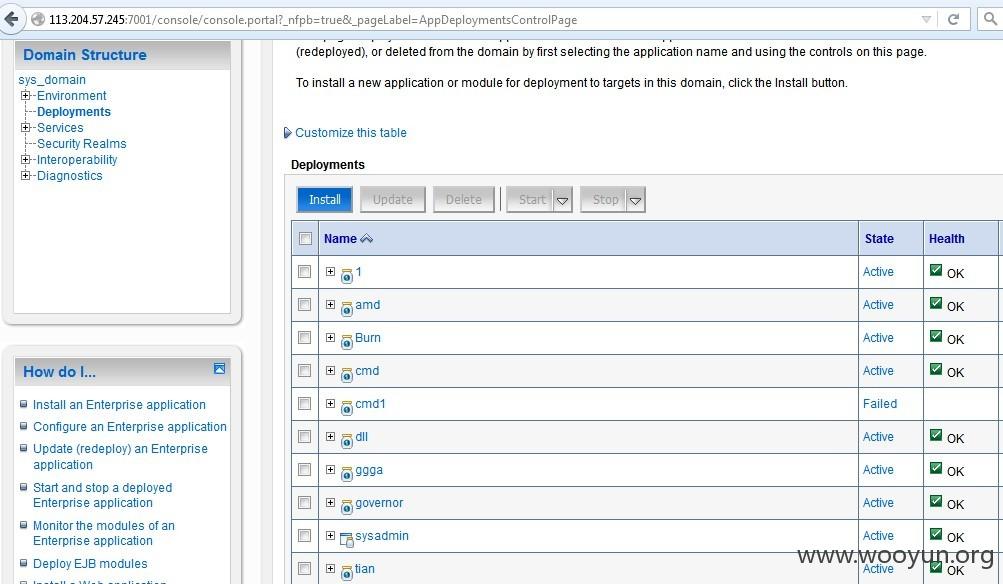 113.204.57.245:7001/console/console.portal?_nfpb=true&_pageLabel=AppDeploymentsControlPage
Domain Structure
sys_domain
Environment
Deployments
Services
Security Realms
Interoperability
Diagnostics
How do I...
Install an Enterprise application
Configure an Enterprise application
Update (redeploy) an Enterprise
application
Start and stop a deployed
Enterprise application
Monitor the modules of an
Enterprise application
Deploy EJB modules
Install a Web application
(redeployed), or deleted from the domain by first selecting the application name and using the controls on this page.
To install a new application or module for deployment to targets in this domain, click the Install button.
Customize this table
Deployments
Install Update Delete Start Stop
Name State Health
1 Active OK
amd Active OK
Burn Active OK
cmd Active OK
cmd1 Failed
dll Active OK
ggga Active OK
governor Active OK
sysadmin Active OK
tian Active OK
www.wooyun.org